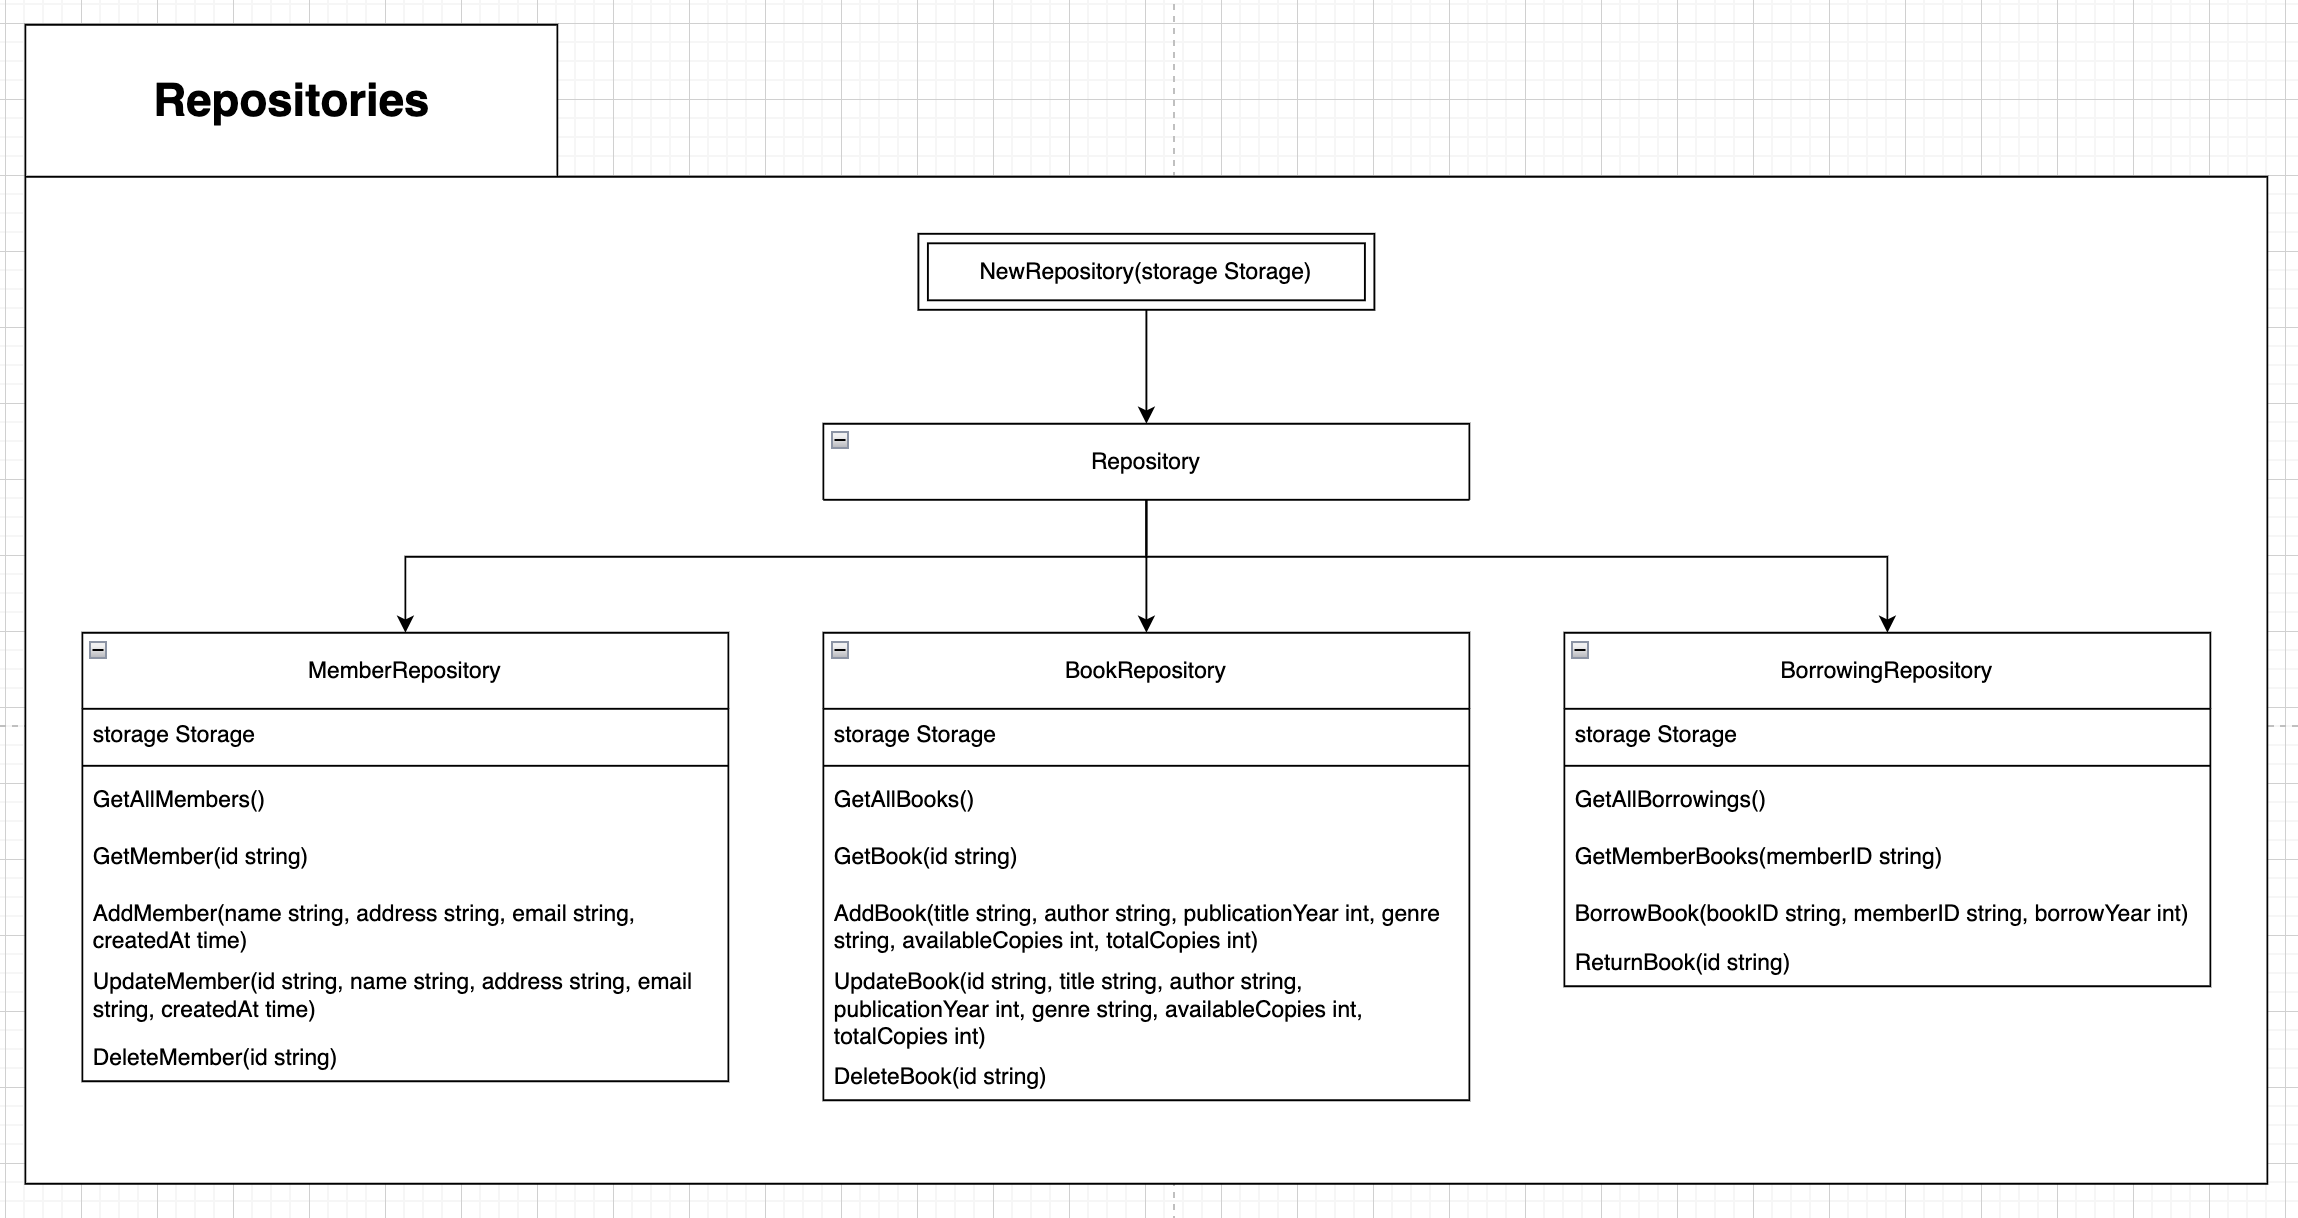 Repositories
NewRepository(storage Storage)
Repository
MemberRepository
storage Storage
GetAllMembers()
GetMember(id string)
AddMember(name string, address string, email string,
createdAt time)
UpdateMember(id string, name string, address string, email
string, createdAt time)
DeleteMember(id string)
BookRepository
storage Storage
GetAllBooks()
GetBook(id string)
AddBook(title string, author string, publicationYear int, genre
string, availableCopies int, totalCopies int)
UpdateBook(id string, title string, author string,
publicationYear int, genre string, availableCopies int,
totalCopies int)
DeleteBook(id string)
BorrowingRepository
storage Storage
GetAllBorrowings()
GetMemberBooks(memberID string)
BorrowBook(bookID string, memberID string, borrowYear int)
ReturnBook(id string)